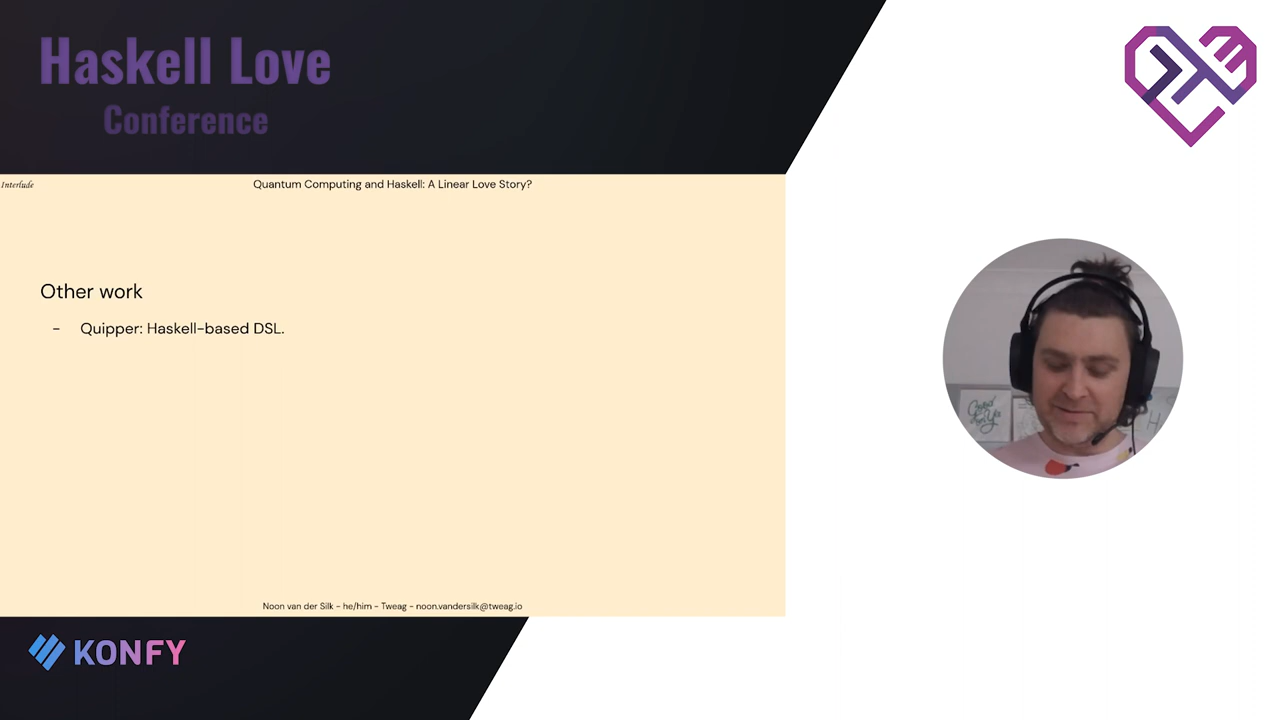 Haskell Love
Conference
Interlude
Quantum Computing and Haskell: A Linear Love Story?
Other work
- Quipper: Haskell-based DSL.
Noon van der Silk - he/him - Tweag - noon.vandersilk@tweag.io
KONFY